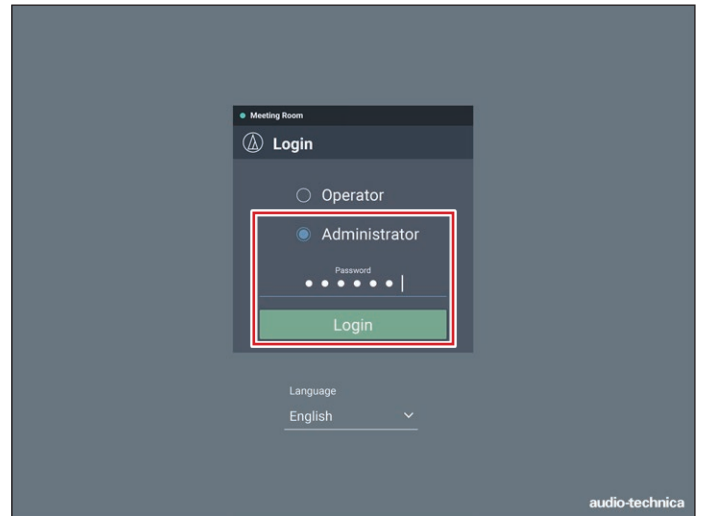 Meeting Room
Login
Operator
Administrator
Password
Login
Language
English
audio-technica